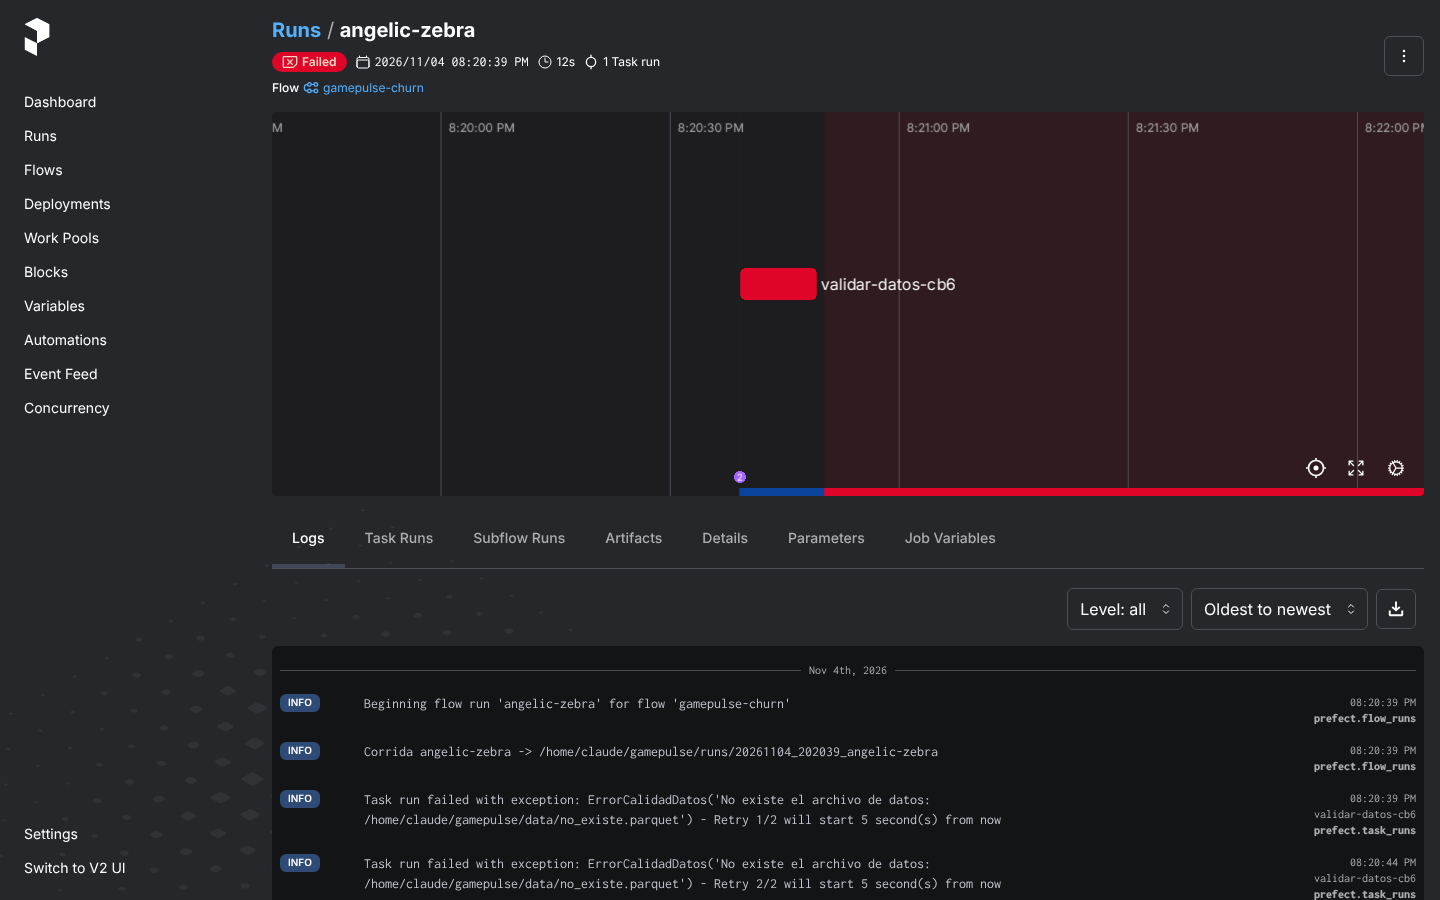 Runs / angelic-zebra
Failed 2026/11/04 08:20:39 PM 12s 1 Task run
Flow gamepulse-churn
Dashboard
Runs
Flows
Deployments
Work Pools
Blocks
Variables
Automations
Event Feed
Concurrency
Settings
Switch to V2 UI
M 8:20:00 PM 8:20:30 PM 8:21:00 PM 8:21:30 PM 8:22:00 PM
validar-datos-cb6
2
Logs Task Runs Subflow Runs Artifacts Details Parameters Job Variables
Level: all Oldest to newest
Nov 4th, 2026
INFO Beginning flow run 'angelic-zebra' for flow 'gamepulse-churn' 08:20:39 PM
prefect.flow_runs
INFO Corrida angelic-zebra -> /home/claude/gamepulse/runs/20261104_202039_angelic-zebra 08:20:39 PM
prefect.flow_runs
INFO Task run failed with exception: ErrorCalidadDatos('No existe el archivo de datos: 08:20:39 PM
/home/claude/gamepulse/data/no_existe.parquet') - Retry 1/2 will start 5 second(s) from now validar-datos-cb6
prefect.task_runs
INFO Task run failed with exception: ErrorCalidadDatos('No existe el archivo de datos: 08:20:44 PM
/home/claude/gamepulse/data/no_existe.parquet') - Retry 2/2 will start 5 second(s) from now validar-datos-cb6
prefect.task_runs